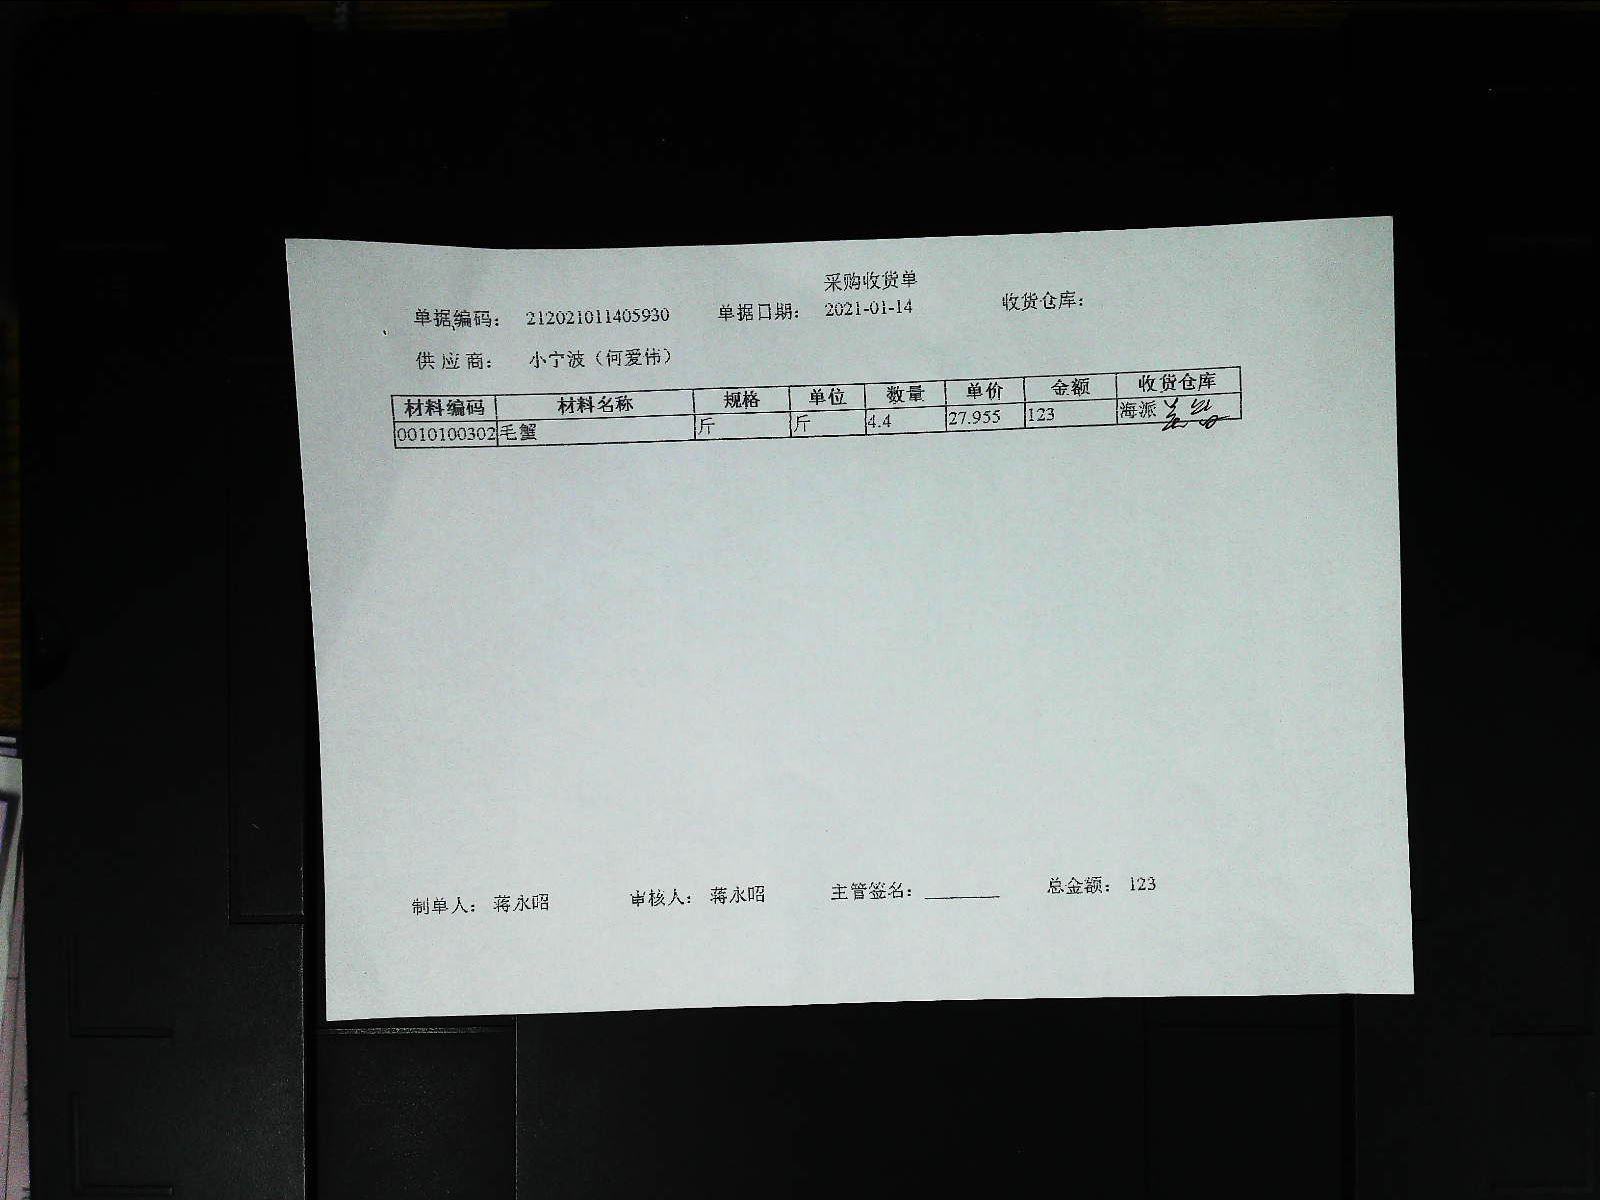 采购收货单
单据编码： 212021011405930 单据日期： 2021-01-14 收货仓库：
供应商： 小宁波（何爱伟）
材料编码 材料名称 规格 单位 数量 单价 金额 收货仓库
0010100302 毛蟹 斤 斤 4.4 27.955 123 海派
制单人： 蒋永昭 审核人： 蒋永昭 主管签名： 总金额： 123